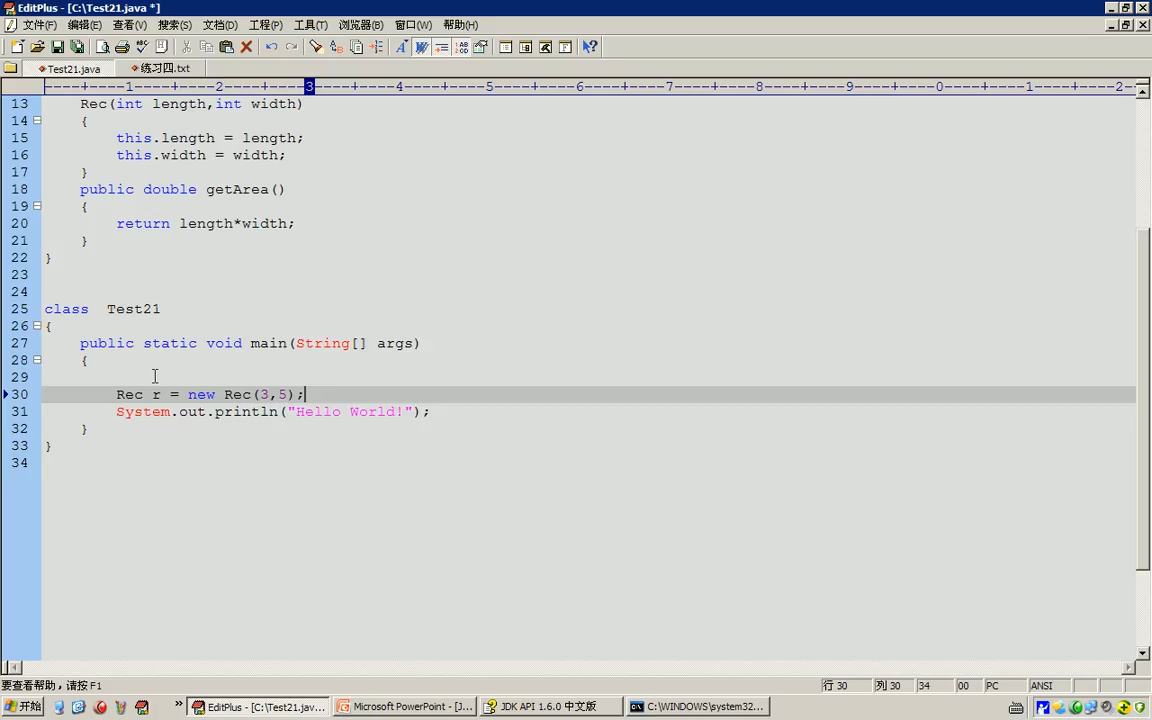 EditPlus - [C:\Test21.java *]
文件(F) 编辑(E) 查看(V) 搜索(S) 文档(D) 工程(P) 工具(T) 浏览器(B) 窗口(W) 帮助(H)
Test21.java 练习四.txt
----+----1----+----2----+----3----+----4----+----5----+----6----+----7----+----8----+----9----+----0----+----1----+----2-
13 Rec(int length,int width)
14 {
15 this.length = length;
16 this.width = width;
17 }
18 public double getArea()
19 {
20 return length*width;
21 }
22 }
23
24
25 class Test21
26 {
27 public static void main(String[] args)
28 {
29
30 Rec r = new Rec(3,5);
31 System.out.println("Hello World!");
32 }
33 }
34
要查看帮助，请按 F1 行 30 列 30 34 00 PC ANSI
开始 » EditPlus - [C:\Test21.jav... Microsoft PowerPoint - [J... JDK API 1.6.0 中文版 C:\WINDOWS\system32...